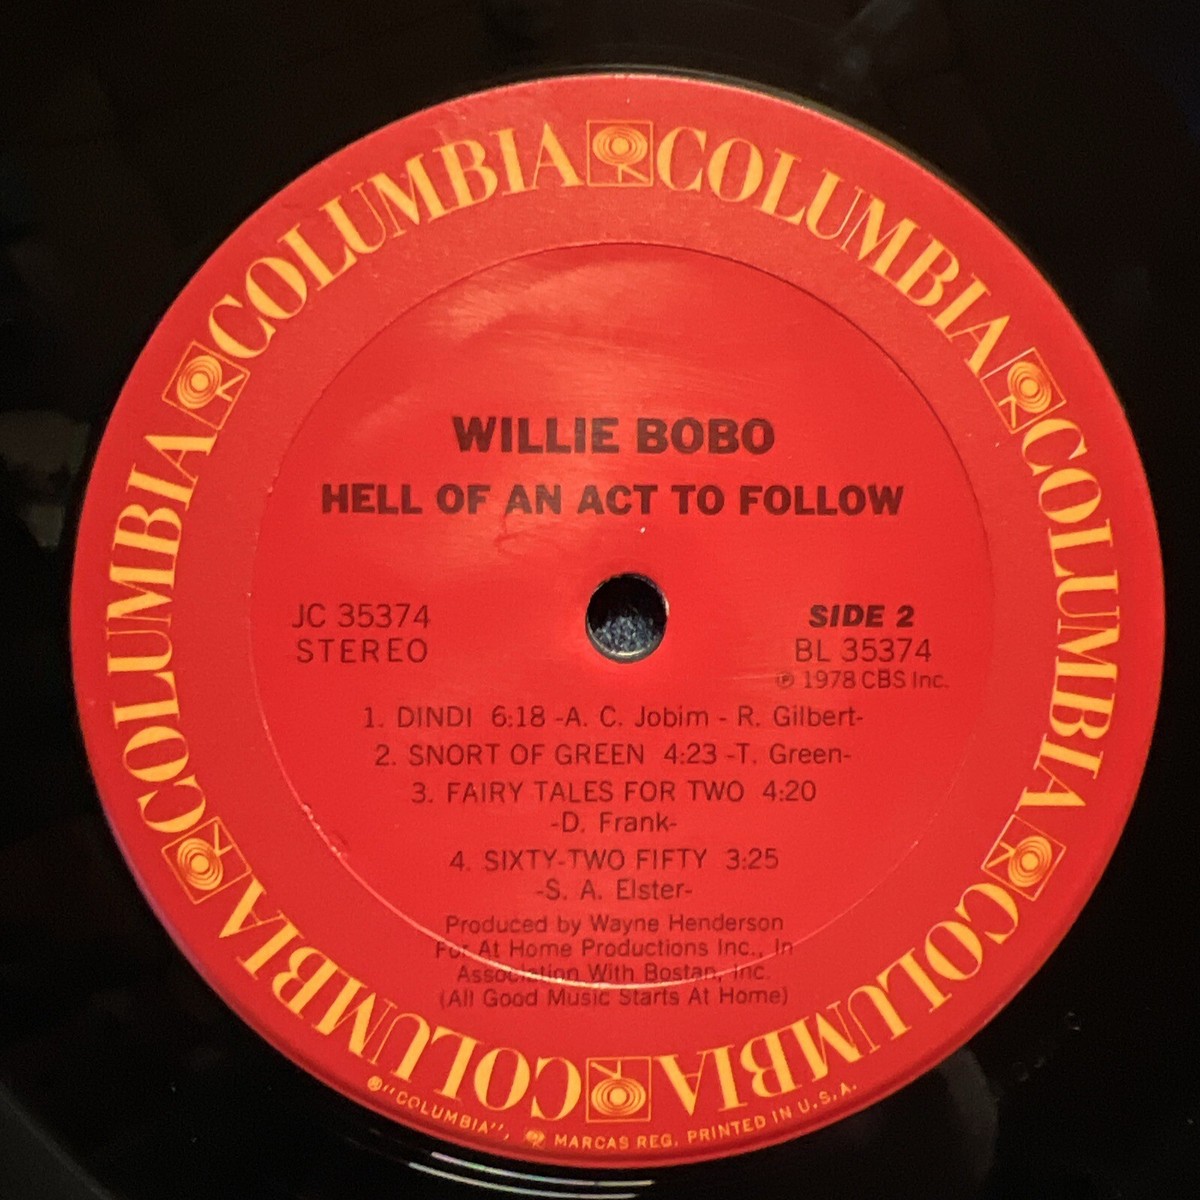 COLUMBIA COLUMBIA COLUMBIA COLUMBIA COLUMBIA COLUMBIA
WILLIE BOBO
HELL OF AN ACT TO FOLLOW
JC 35374
STEREO
SIDE 2
BL 35374
℗ 1978 CBS Inc.
1. DINDI 6:18 -A. C. Jobim - R. Gilbert-
2. SNORT OF GREEN 4:23 -T. Green-
3. FAIRY TALES FOR TWO 4:20
-D. Frank-
4. SIXTY-TWO FIFTY 3:25
-S. A. Elster-
Produced by Wayne Henderson
For At Home Productions Inc., In
Association With Bostan, Inc.
(All Good Music Starts At Home)
®"COLUMBIA", MARCAS REG. PRINTED IN U.S.A.